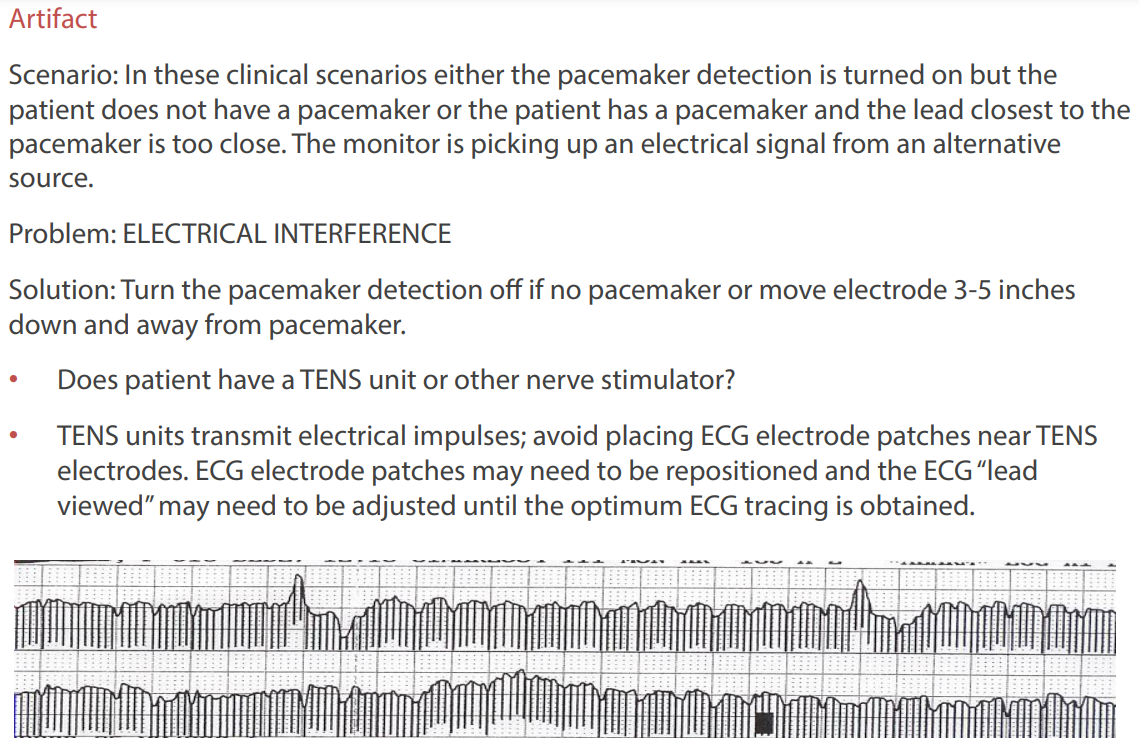 Artifact
Scenario: In these clinical scenarios either the pacemaker detection is turned on but the
patient does not have a pacemaker or the patient has a pacemaker and the lead closest to the
pacemaker is too close. The monitor is picking up an electrical signal from an alternative
source.
Problem: ELECTRICAL INTERFERENCE
Solution: Turn the pacemaker detection off if no pacemaker or move electrode 3-5 inches
down and away from pacemaker.
• Does patient have a TENS unit or other nerve stimulator?
• TENS units transmit electrical impulses; avoid placing ECG electrode patches near TENS
electrodes. ECG electrode patches may need to be repositioned and the ECG “lead
viewed” may need to be adjusted until the optimum ECG tracing is obtained.